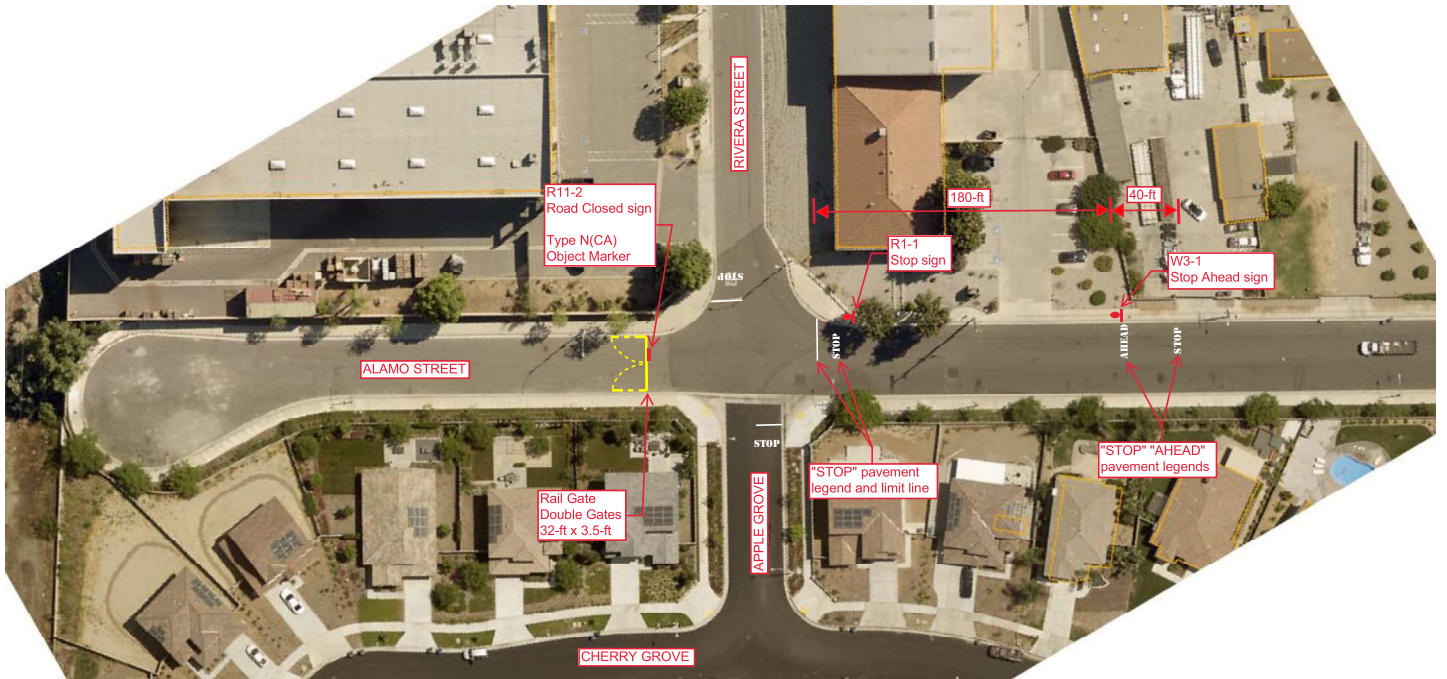 RIVERA STREET
R11-2
Road Closed sign
Type N(CA)
Object Marker
180-ft
40-ft
R1-1
Stop sign
W3-1
Stop Ahead sign
STOP
STOP
AHEAD
STOP
ALAMO STREET
STOP
"STOP" pavement
legend and limit line
"STOP" "AHEAD"
pavement legends
Rail Gate
Double Gates
32-ft x 3.5-ft
APPLE GROVE
CHERRY GROVE